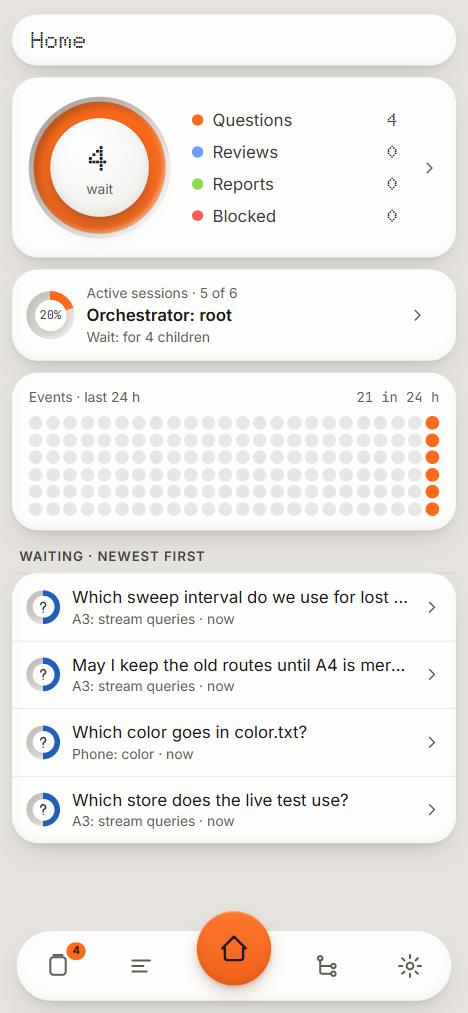 Home
4
wait
Questions 4
Reviews 0
Reports 0
Blocked 0
20%
Active sessions · 5 of 6
Orchestrator: root
Wait: for 4 children
Events · last 24 h 21 in 24 h
WAITING · NEWEST FIRST
?
Which sweep interval do we use for lost ...
A3: stream queries · now
?
May I keep the old routes until A4 is mer...
A3: stream queries · now
?
Which color goes in color.txt?
Phone: color · now
?
Which store does the live test use?
A3: stream queries · now
4